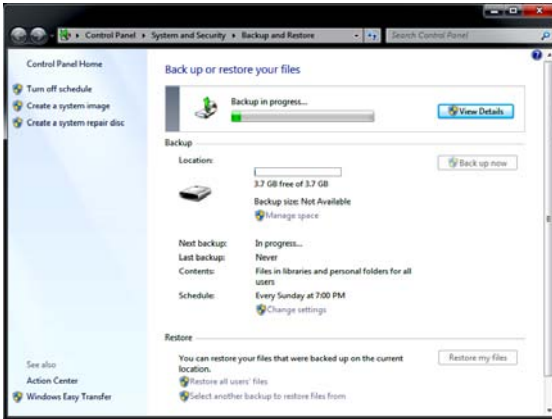 Control Panel ▸ System and Security ▸ Backup and Restore
Search Control Panel
Control Panel Home
Turn off schedule
Create a system image
Create a system repair disc
Back up or restore your files
Backup in progress...
View Details
Backup
Location:
Back up now
3.7 GB free of 3.7 GB
Backup size: Not Available
Manage space
Next backup: In progress...
Last backup: Never
Contents: Files in libraries and personal folders for all
users
Schedule: Every Sunday at 7:00 PM
Change settings
Restore
You can restore your files that were backed up on the current
location.
Restore my files
Restore all users' files
Select another backup to restore files from
See also
Action Center
Windows Easy Transfer